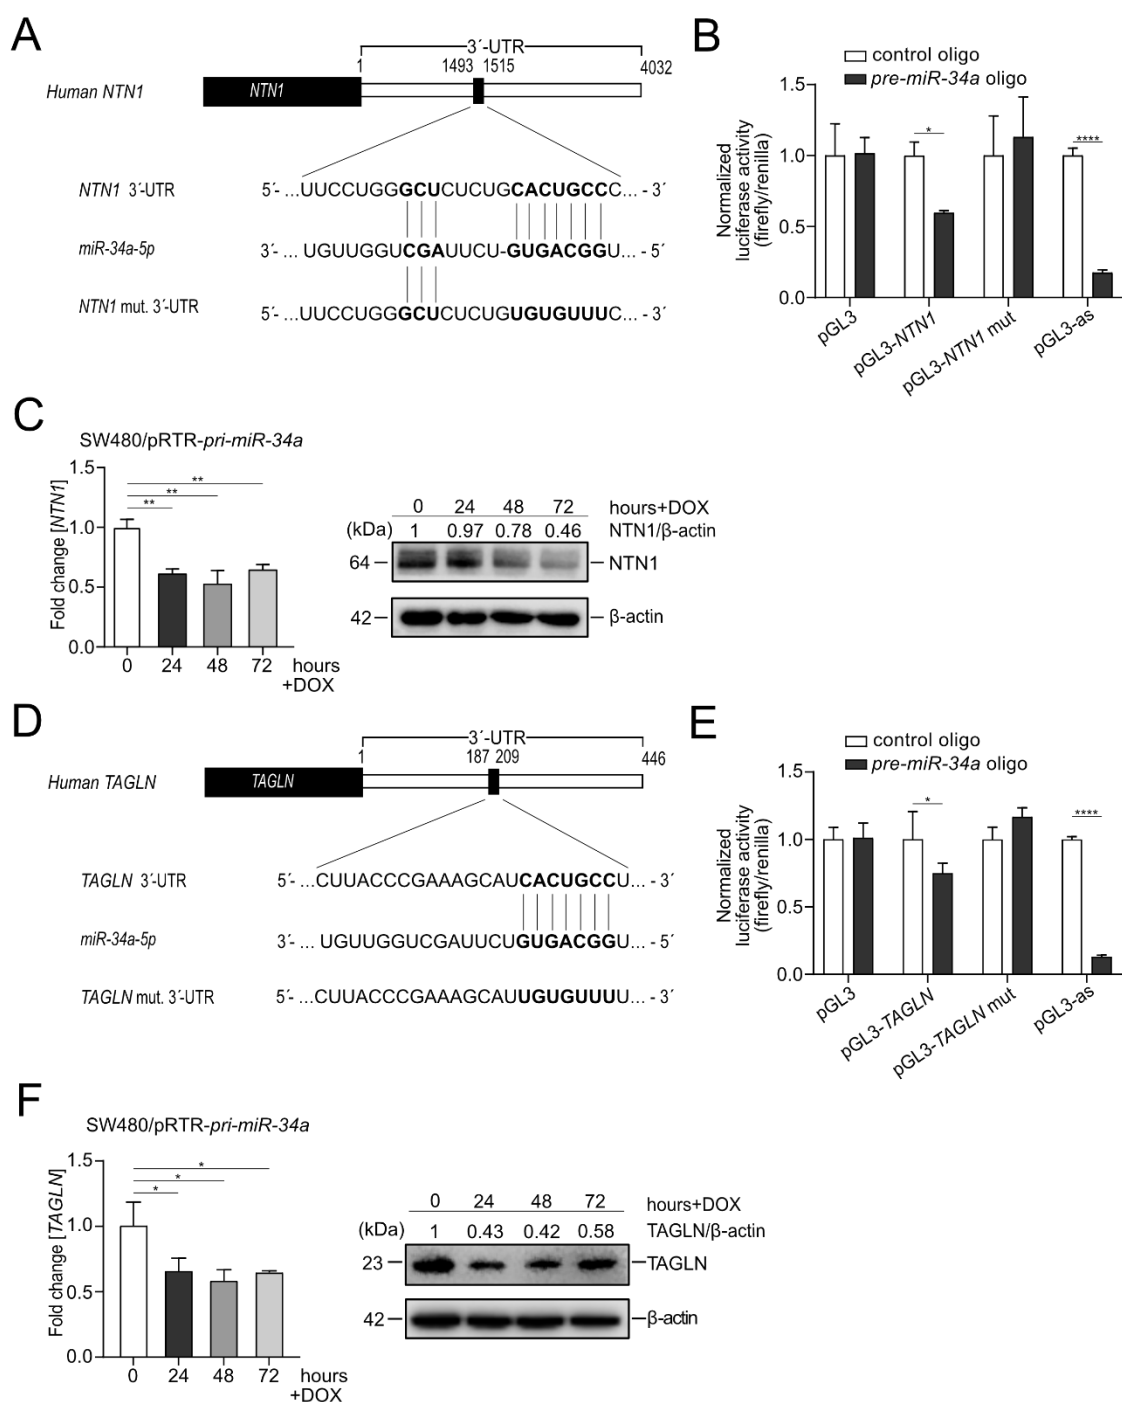 A
3´-UTR
1 1493 1515 4032
Human NTN1 NTN1
NTN1 3´-UTR 5´- ...UUCCUGGGCUCUCUGCACUGCCC... - 3´
miR-34a-5p 3´- ... UGUUGGUCGAUUCU-GUGACGGU... - 5´
NTN1 mut. 3´-UTR 5´- ...UUCCUGGGCUCUCUGUGUGUUUC... - 3´
B
control oligo
pre-miR-34a oligo
Normalized
luciferase activity
(firefly/renilla)
1.5
1.0
0.5
0.0
* ****
pGL3 pGL3-NTN1 pGL3-NTN1 mut pGL3-as
C
SW480/pRTR-pri-miR-34a
Fold change [NTN1]
1.5
1.0
0.5
0.0
**
**
**
0 24 48 72 hours
+DOX
0 24 48 72 hours+DOX
(kDa) 1 0.97 0.78 0.46 NTN1/β-actin
64 NTN1
42 β-actin
D
3´-UTR
1 187 209 446
Human TAGLN TAGLN
TAGLN 3´-UTR 5´- ...CUUACCCGAAAGCAUCACUGCCU... - 3´
miR-34a-5p 3´- ... UGUUGGUCGAUUCUGUGACGGU... - 5´
TAGLN mut. 3´-UTR 5´- ...CUUACCCGAAAGCAUUGUGUUUU... - 3´
E
control oligo
pre-miR-34a oligo
Normalized
luciferase activity
(firefly/renilla)
1.5
1.0
0.5
0.0
* ****
pGL3 pGL3-TAGLN pGL3-TAGLN mut pGL3-as
F
SW480/pRTR-pri-miR-34a
Fold change [TAGLN]
1.5
1.0
0.5
0.0
*
*
*
0 24 48 72 hours
+DOX
0 24 48 72 hours+DOX
(kDa) 1 0.43 0.42 0.58 TAGLN/β-actin
23 TAGLN
42 β-actin